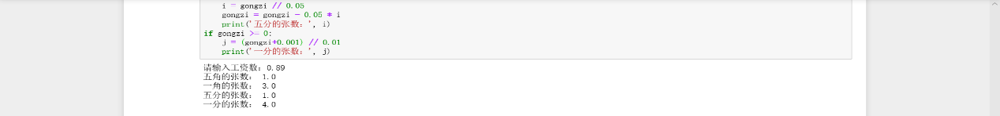 i = gongzi // 0.05
gongzi = gongzi - 0.05 * i
print('五分的张数：', i)
if gongzi >= 0:
j = (gongzi+0.001) // 0.01
print('一分的张数：', j)
请输入工资数：0.89
五角的张数： 1.0
一角的张数： 3.0
五分的张数： 1.0
一分的张数： 4.0